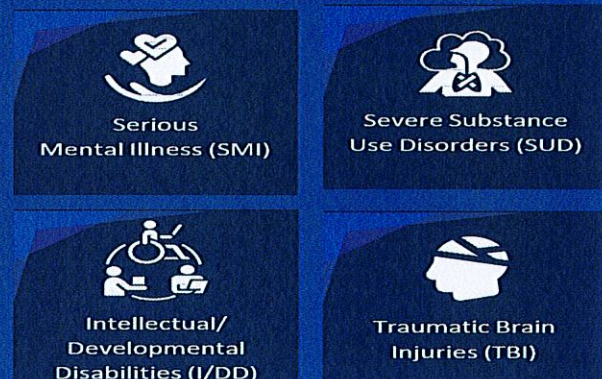 Serious
Mental Illness (SMI)
Severe Substance
Use Disorders (SUD)
Intellectual/
Developmental
Disabilities (I/DD)
Traumatic Brain
Injuries (TBI)